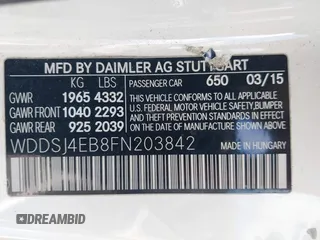 MFD BY DAIMLER AG STUTTGART
KG LBS
PASSENGER CAR 650 03/15
GVWR 1965 4332
GAWR FRONT 1040 2293
GAWR REAR 925 2039
THIS VEHICLE CONFORMS TO ALL APPLICABLE
U.S. FEDERAL MOTOR VEHICLE SAFETY, BUMPER
AND THEFT PREVENTION STANDARDS IN EFFECT
ON THE DATE OF MANUFACTURE SHOWN ABOVE.
WDDSJ4EB8FN203842
MADE IN HUNGARY
BIDHISTORY